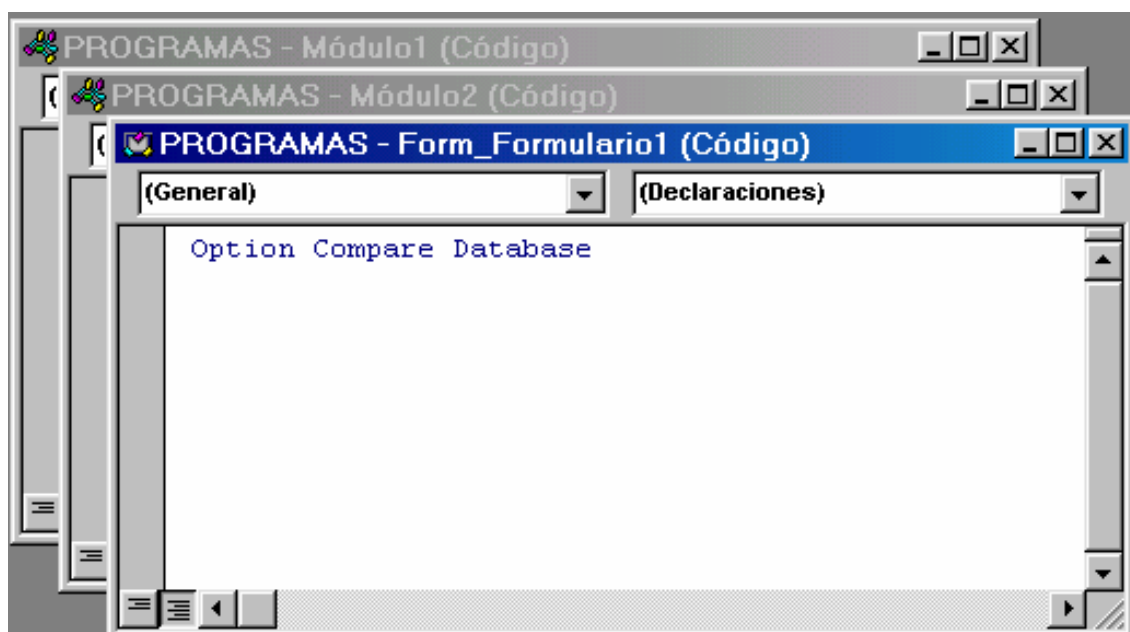 PROGRAMAS - Módulo1 (Código)
PROGRAMAS - Módulo2 (Código)
PROGRAMAS - Form_Formulario1 (Código)
(General) (Declaraciones)
Option Compare Database